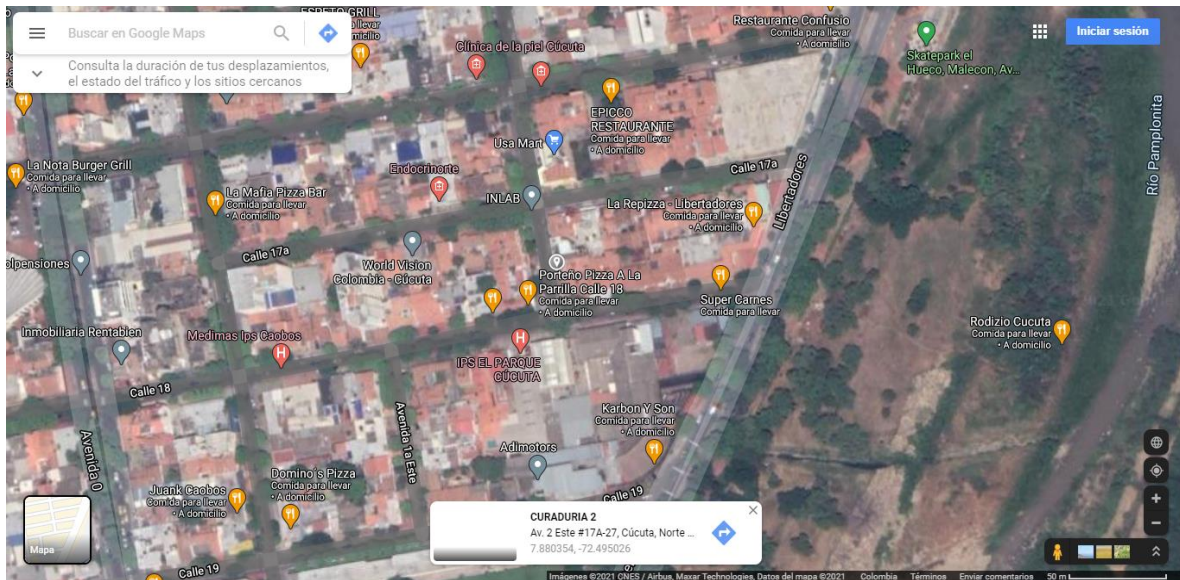 ESPETO GRILL
Buscar en Google Maps
Consulta la duración de tus desplazamientos,
el estado del tráfico y los sitios cercanos
Clínica de la piel Cúcuta
Restaurante Confusio
Comida para llevar
• A domicilio
Iniciar sesión
Skatepark el
Hueco, Malecon, Av...
EPICCO
RESTAURANTE
Comida para llevar
• A domicilio
Usa Mart
Río Pamplonita
La Nota Burger Grill
Comida para llevar
• A domicilio
Endocrinorte
Calle 17a
Libertadores
La Mafia Pizza Bar
Comida para llevar
• A domicilio
INLAB
La Repizza - Libertadores
Comida para llevar
• A domicilio
Calle 17a
olpensiones
World Vision
Colombia - Cúcuta
Porteño Pizza A La
Parrilla Calle 18
Comida para llevar
• A domicilio
Super Carnes
Comida para llevar
Rodizio Cucuta
Comida para llevar
• A domicilio
Inmobiliaria Rentabien
Medimas Ips Caobos
IPS EL PARQUE
CÚCUTA
Calle 18
Avenida 0
Avenida 1a Este
Karbon Y Son
Comida para llevar
• A domicilio
Adimotors
Domino´s Pizza
Comida para llevar
• A domicilio
Juank Caobos
Comida para llevar
• A domicilio
Calle 19
Mapa
CURADURIA 2
Av. 2 Este #17A-27, Cúcuta, Norte ...
7.880354, -72.495026
Calle 19
Imágenes ©2021 CNES / Airbus, Maxar Technologies, Datos del mapa ©2021 Colombia Términos Enviar comentarios 50 m